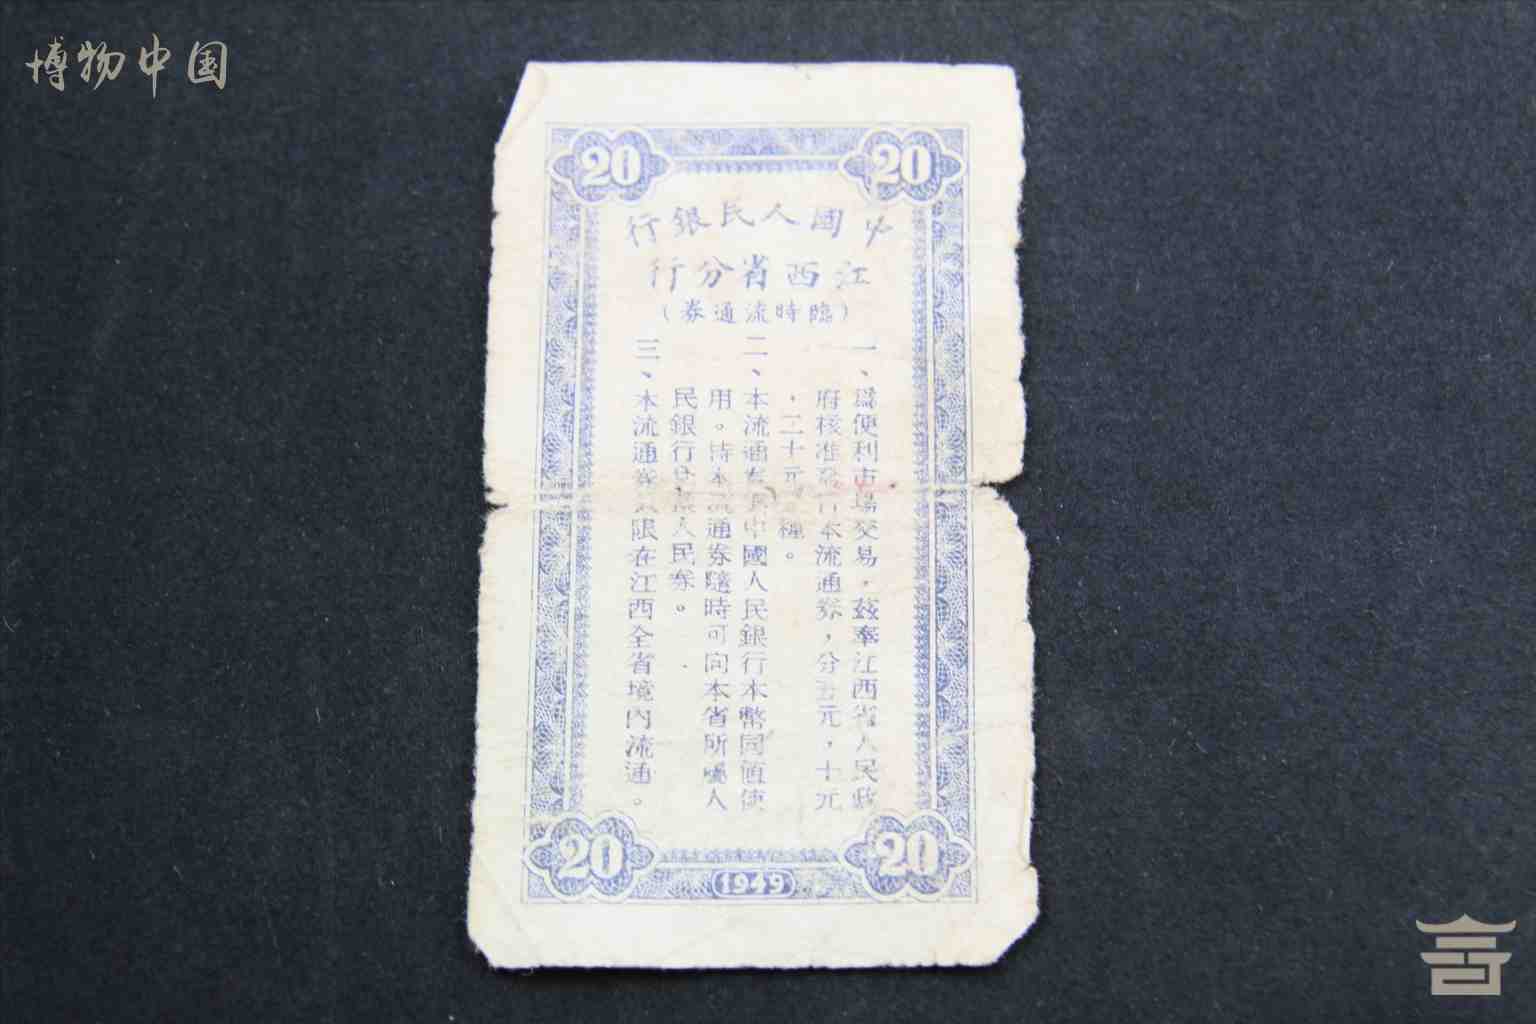 博物中国
20 20
中國人民銀行
江西省分行
(臨時流通券)
一、為便利市場交易,茲奉江西省人民政
府核准發行本流通券,分五元,十元
,二十元 種。
二、本流通券與中國人民銀行本幣同值使
用。持本流通券隨時可向本省所屬人
民銀行兌換人民券。
三、本流通券 限在江西全省境內流通。
20 20
1949